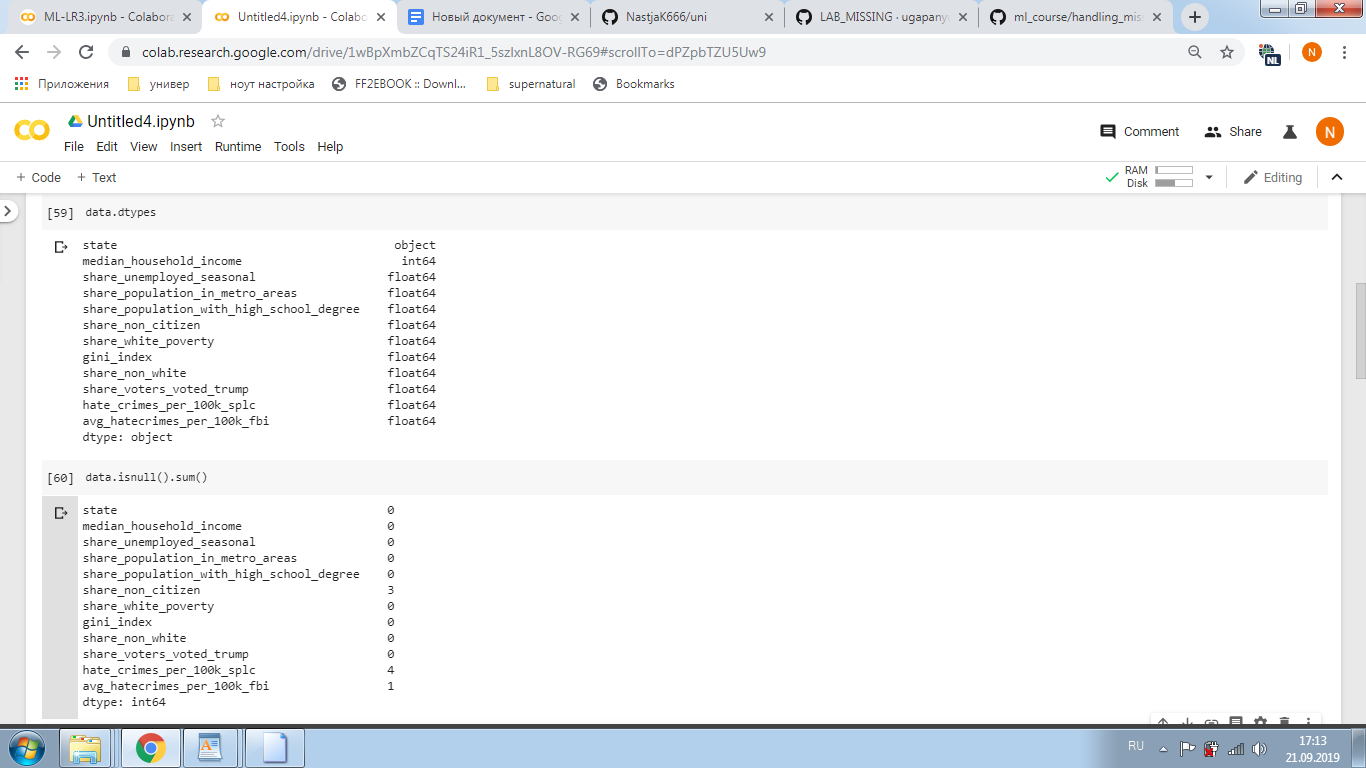 ML-LR3.ipynb - Colabora
Untitled4.ipynb - Colabo
Новый документ - Goog
NastjaK666/uni
LAB_MISSING · ugapany
ml_course/handling_mis
colab.research.google.com/drive/1wBpXmbZCqTS24iR1_5szlxnL8OV-RG69#scrollTo=dPZpbTZU5Uw9
NL
N
Приложения
универ
ноут настройка
FF2EBOOK :: Downl...
supernatural
Bookmarks
Untitled4.ipynb
File Edit View Insert Runtime Tools Help
Comment
Share
N
+ Code + Text
RAM
Disk
Editing
[59] data.dtypes
state object
median_household_income int64
share_unemployed_seasonal float64
share_population_in_metro_areas float64
share_population_with_high_school_degree float64
share_non_citizen float64
share_white_poverty float64
gini_index float64
share_non_white float64
share_voters_voted_trump float64
hate_crimes_per_100k_splc float64
avg_hatecrimes_per_100k_fbi float64
dtype: object
[60] data.isnull().sum()
state 0
median_household_income 0
share_unemployed_seasonal 0
share_population_in_metro_areas 0
share_population_with_high_school_degree 0
share_non_citizen 3
share_white_poverty 0
gini_index 0
share_non_white 0
share_voters_voted_trump 0
hate_crimes_per_100k_splc 4
avg_hatecrimes_per_100k_fbi 1
dtype: int64
RU
17:13
21.09.2019